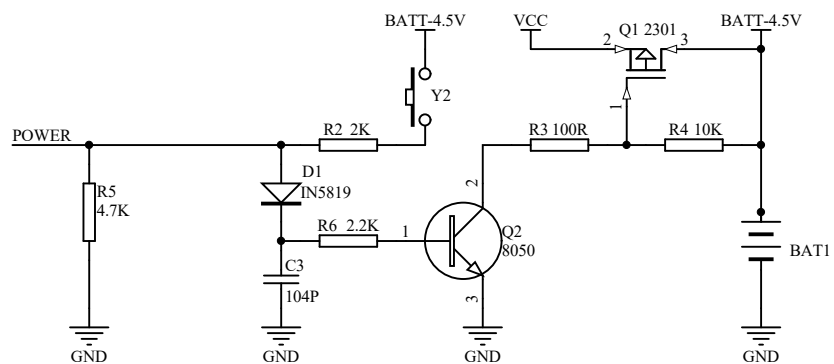 BATT-4.5V
VCC
Q1 2301
BATT-4.5V
2
3
Y2
1
POWER
R2 2K
R3 100R
R4 10K
D1
IN5819
R5
4.7K
2
R6 2.2K
1
Q2
8050
BAT1
C3
104P
3
GND
GND
GND
GND